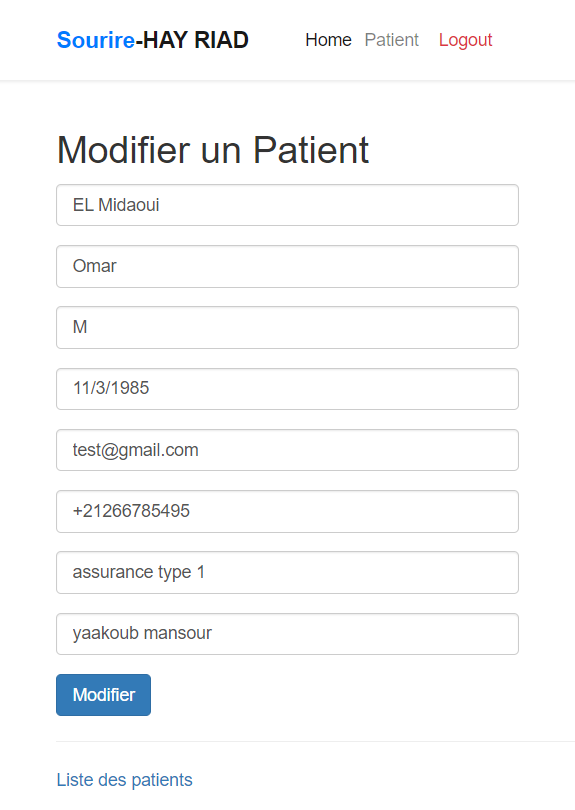 Sourire-HAY RIAD Home Patient Logout
Modifier un Patient
EL Midaoui
Omar
M
11/3/1985
test@gmail.com
+21266785495
assurance type 1
yaakoub mansour
Modifier
Liste des patients